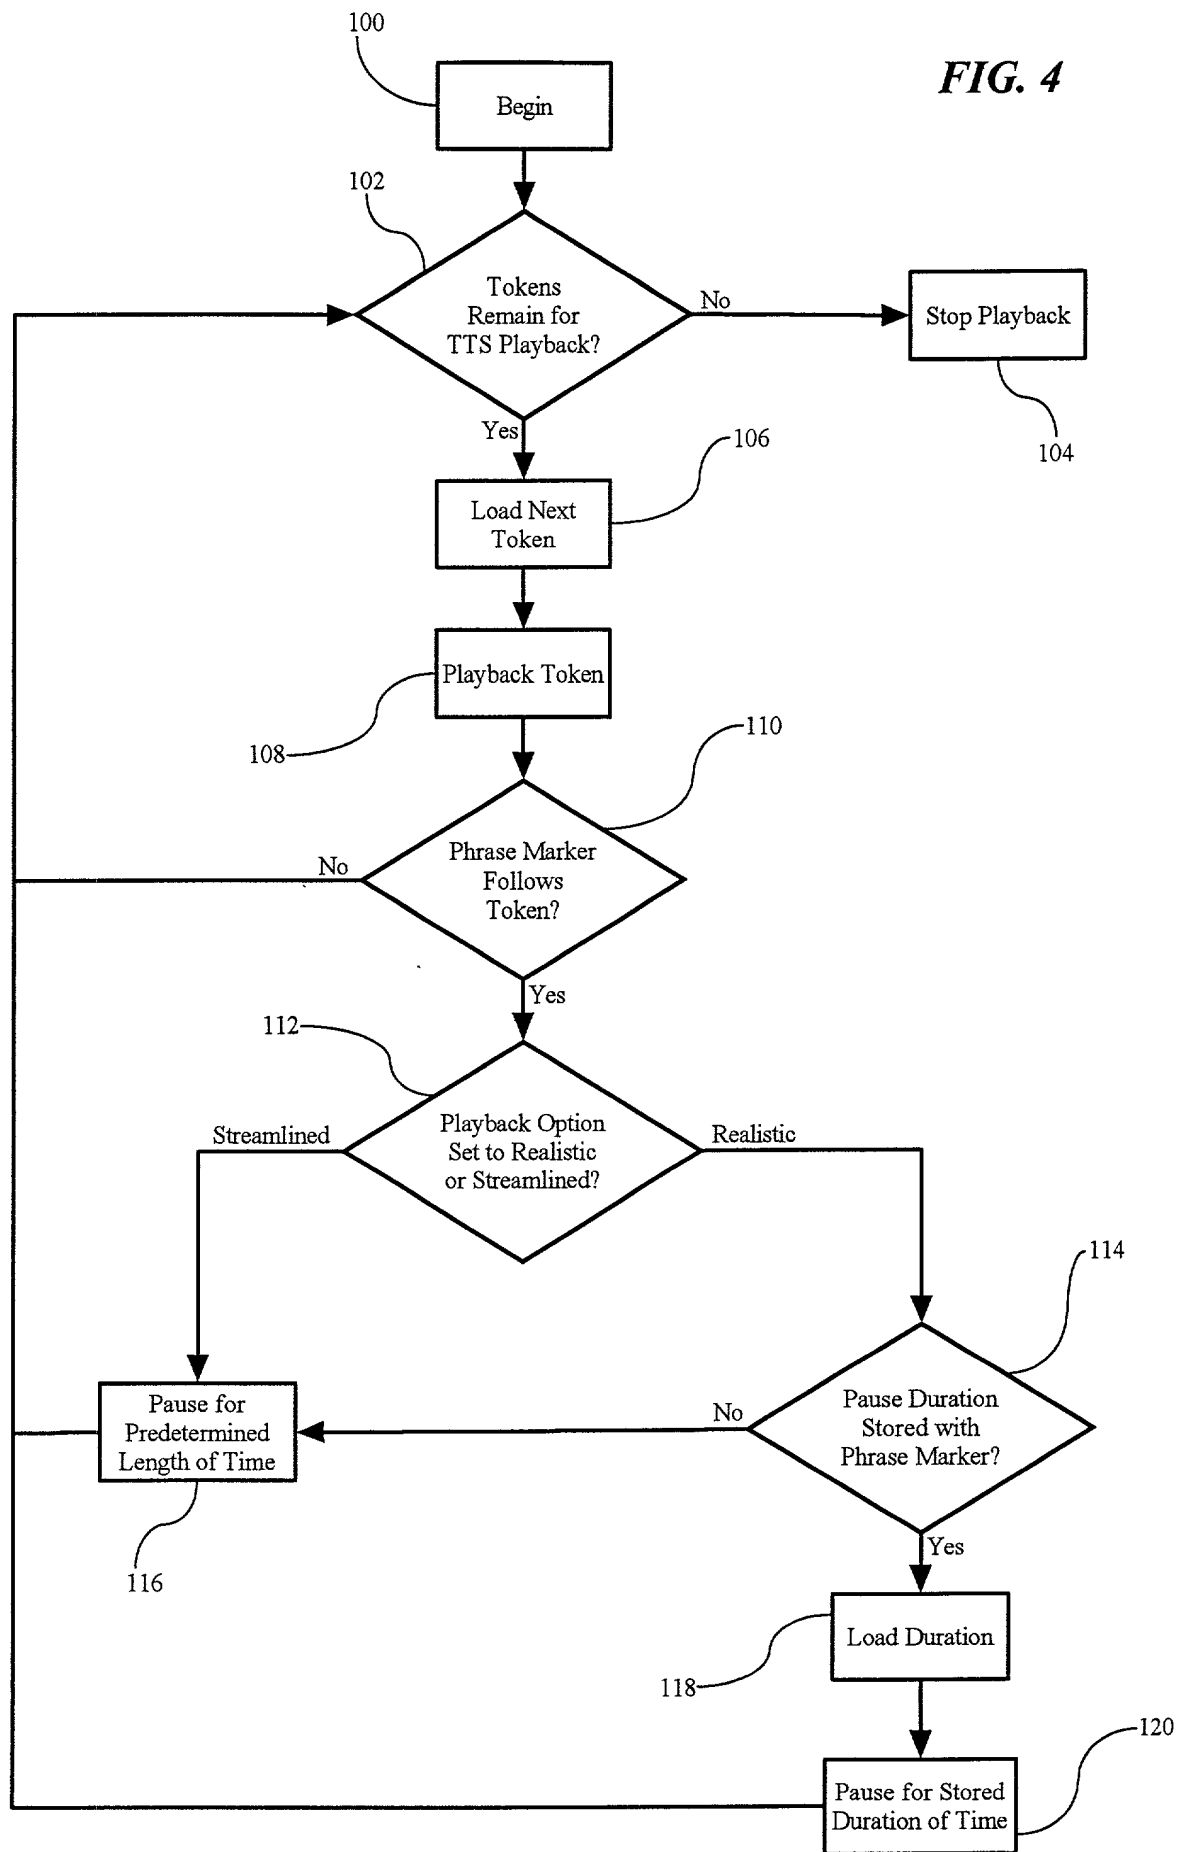 100
FIG. 4
Begin
102
Tokens
Remain for
TTS Playback?
No
Stop Playback
104
Yes
106
Load Next
Token
Playback Token
108
110
Phrase Marker
Follows
Token?
No
Yes
112
Playback Option
Set to Realistic
or Streamlined?
Streamlined
Realistic
114
Pause Duration
Stored with
Phrase Marker?
No
Pause for
Predetermined
Length of Time
116
Yes
Load Duration
118
120
Pause for Stored
Duration of Time